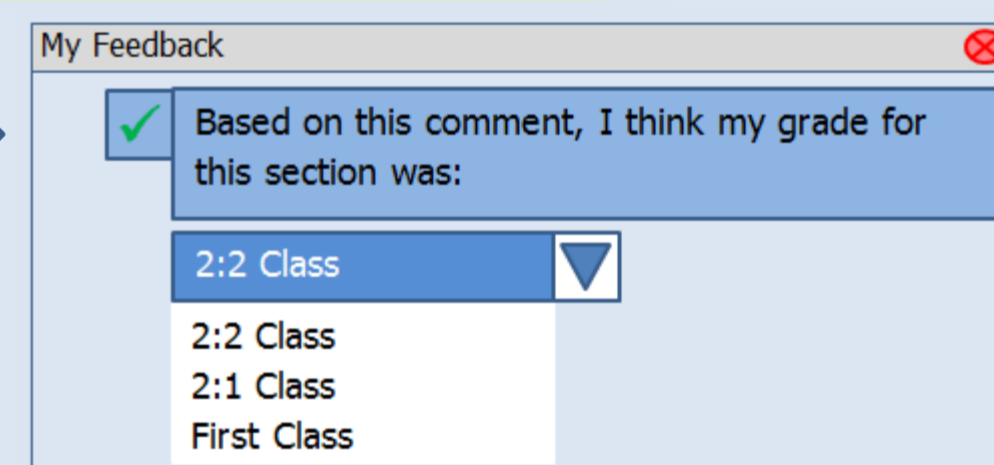 My Feedback
Based on this comment, I think my grade for
this section was:
2:2 Class
2:2 Class
2:1 Class
First Class